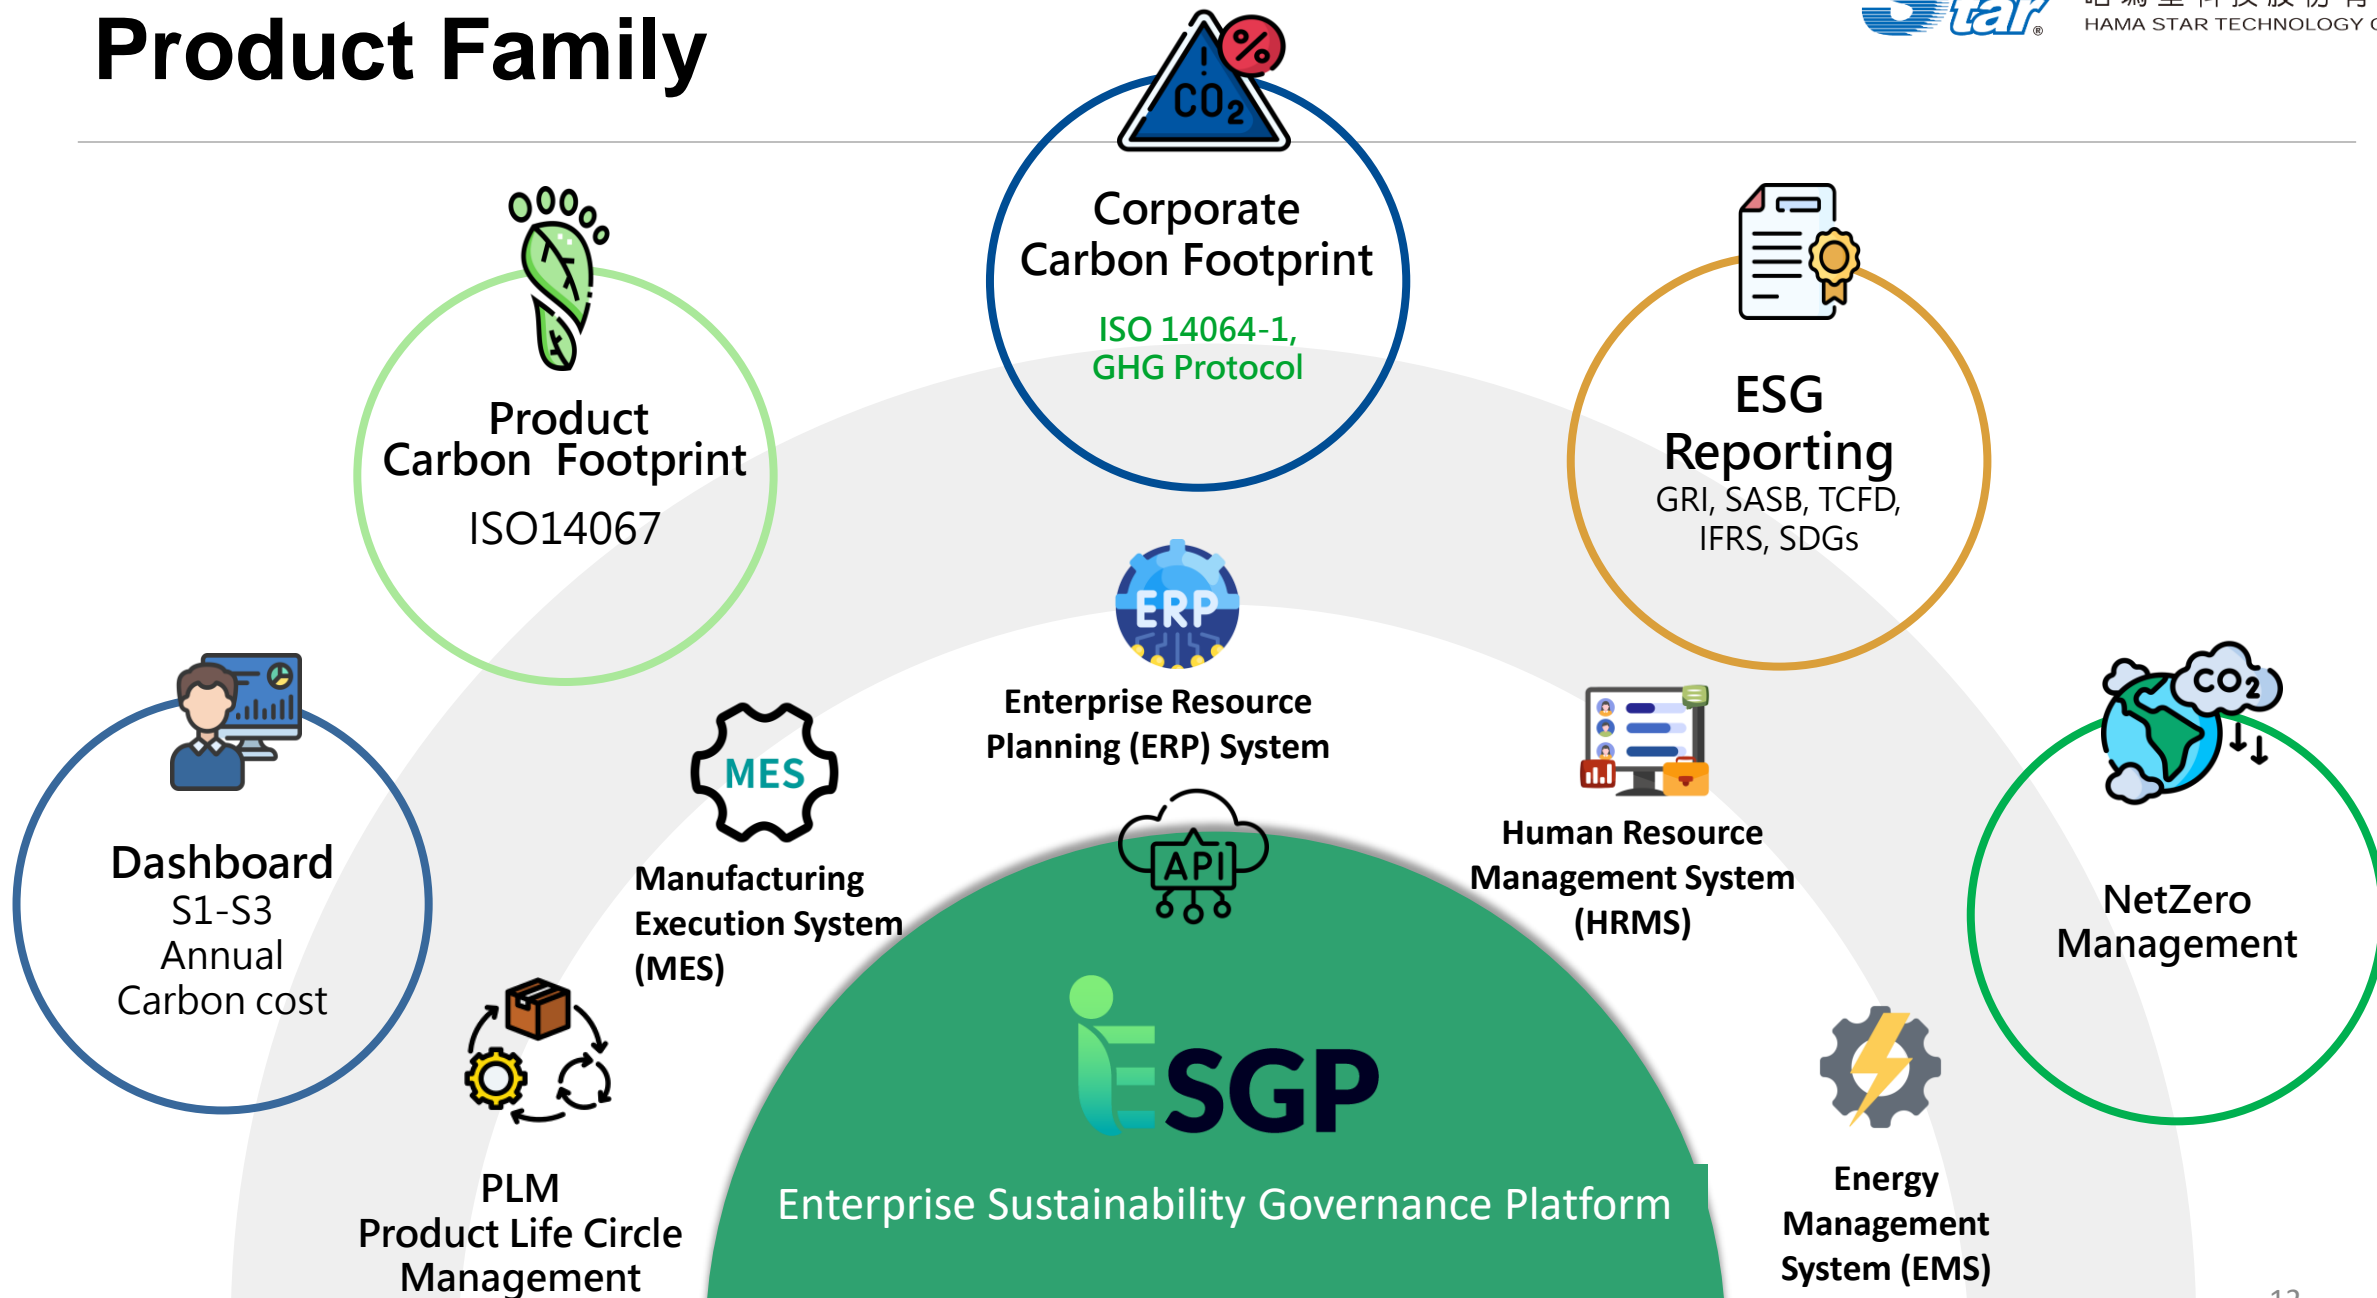 Product Family
Star®
HAMA STAR TECHNOLOGY
%
CO₂
Corporate
Carbon Footprint
ISO 14064-1,
GHG Protocol
Product
Carbon  Footprint
ISO14067
ESG
Reporting
GRI, SASB, TCFD,
IFRS, SDGs
ERP
Enterprise Resource
Planning (ERP) System
MES
Manufacturing
Execution System
(MES)
Human Resource
Management System
(HRMS)
CO₂
NetZero
Management
Dashboard
S1-S3
Annual
Carbon cost
API
iESGP
Enterprise Sustainability Governance Platform
PLM
Product Life Circle
Management
Energy
Management
System (EMS)